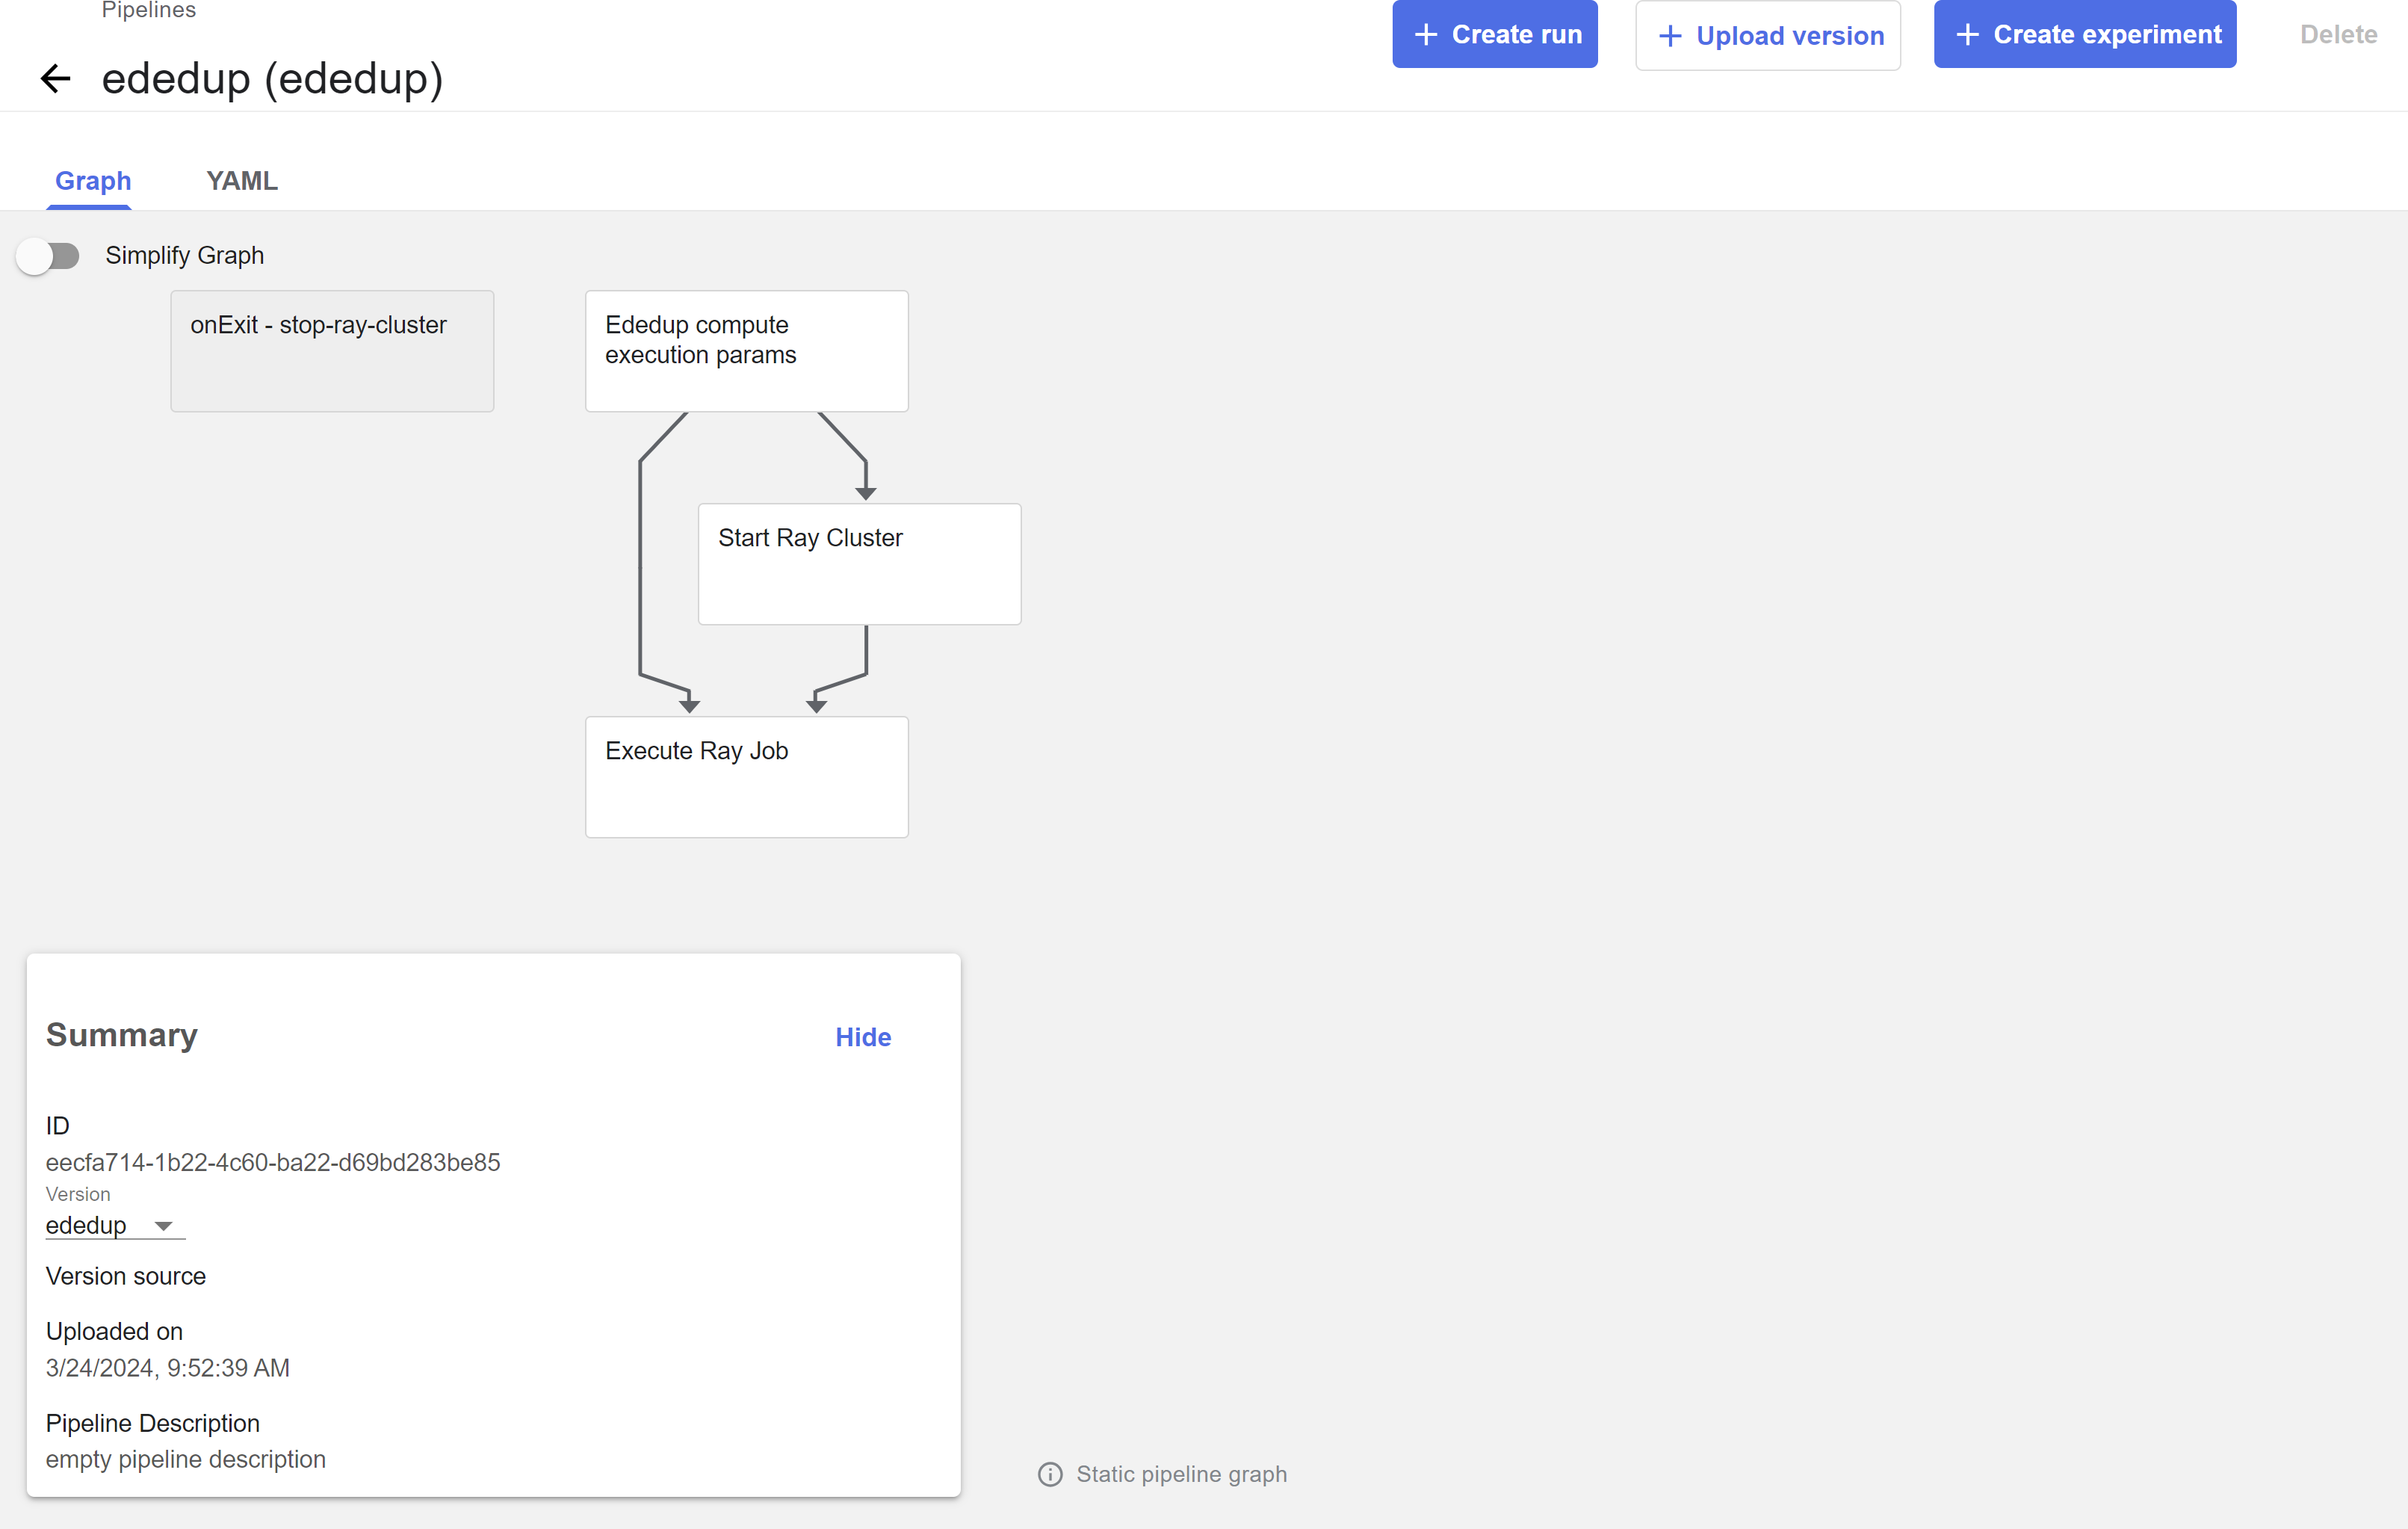 Pipelines
ededup (ededup)
+ Create run
+ Upload version
+ Create experiment
Delete
Graph
YAML
Simplify Graph
onExit - stop-ray-cluster
Ededup compute
execution params
Start Ray Cluster
Execute Ray Job
Summary
Hide
ID
eecfa714-1b22-4c60-ba22-d69bd283be85
Version
ededup
Version source
Uploaded on
3/24/2024, 9:52:39 AM
Pipeline Description
empty pipeline description
Static pipeline graph